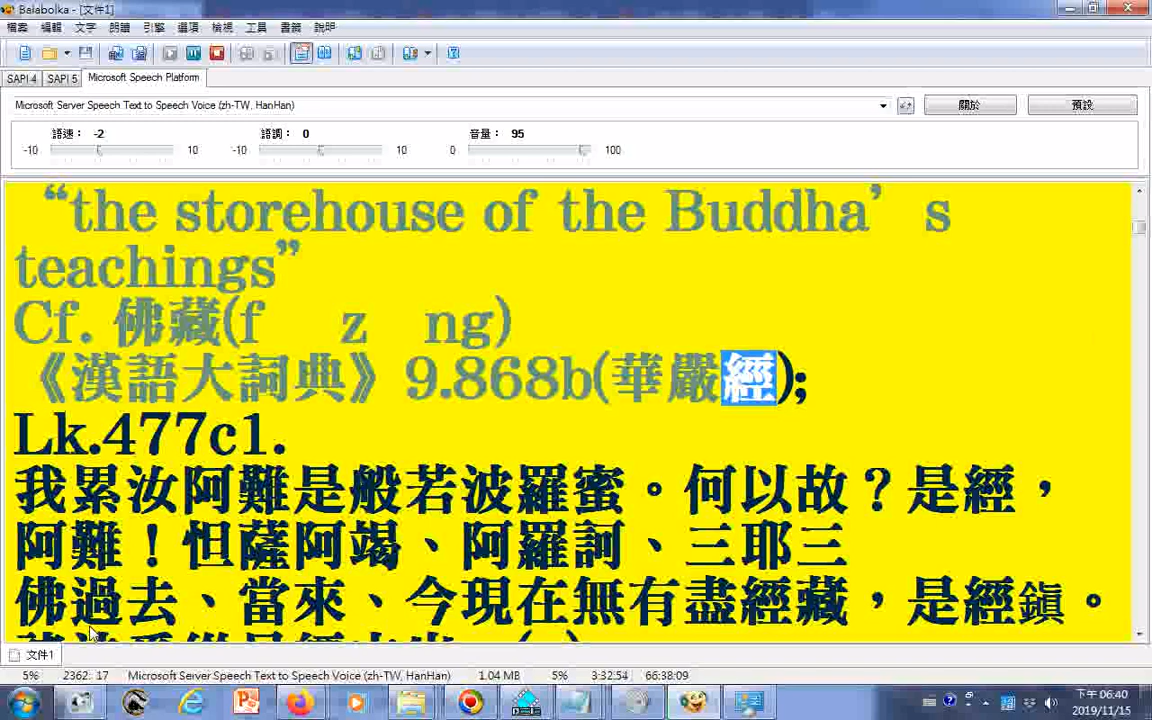 Balabolka - [文件1]
檔案 編輯 文字 朗讀 引擎 選項 檢視 工具 書籤 說明
SAPI 4 SAPI 5 Microsoft Speech Platform
Microsoft Server Speech Text to Speech Voice (zh-TW, HanHan) 關於 預設
語速： -2 語調： 0 音量： 95
-10 10 -10 10 0 100
“the storehouse of the Buddha’s
teachings”
Cf. 佛藏(f z ng)
《漢語大詞典》 9.868b(華嚴經);
Lk.477c1.
我累汝阿難是般若波羅蜜。何以故？是經，
阿難！怛薩阿竭、阿羅訶、三耶三
佛過去、當來、今現在無有盡經藏，是經鎭。
文件1
5% 2362: 17 Microsoft Server Speech Text to Speech Voice (zh-TW, HanHan) 1.04 MB 5% 3:32:54 66:38:09
下午 06:40
2019/11/15